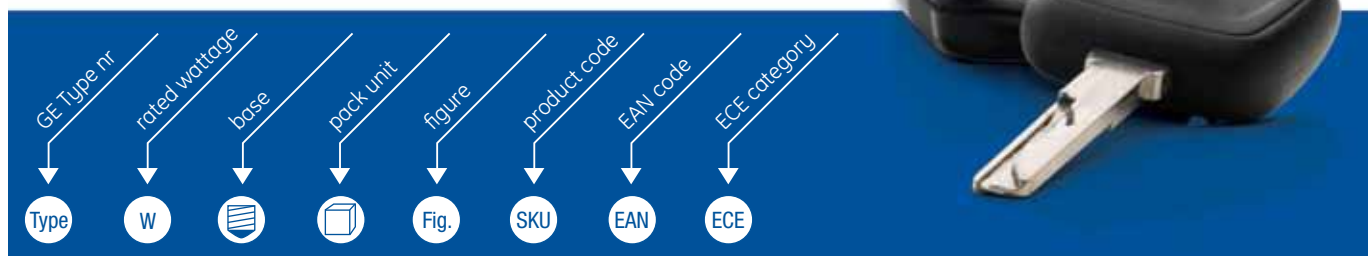 GE Type nr
rated wattage
base
pack unit
figure
product code
EAN code
ECE category
Type
W
Fig.
SKU
EAN
ECE